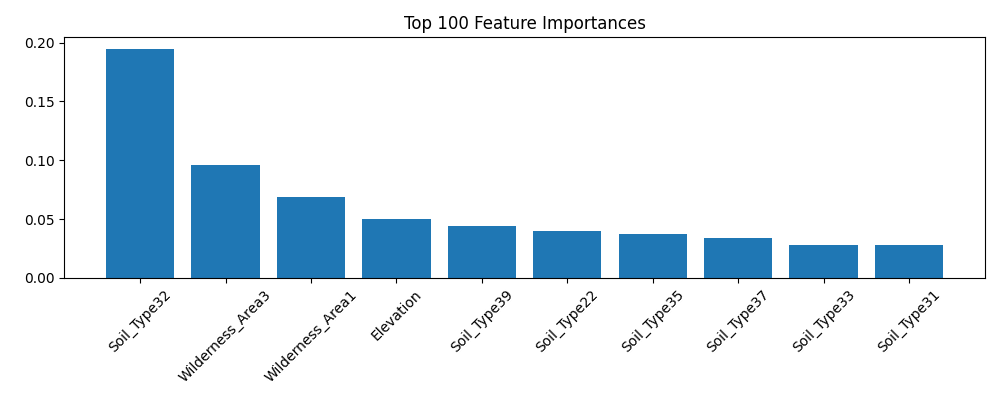 Top 100 Feature Importances
0.20
0.15
0.10
0.05
0.00
Soil_Type32
Wilderness_Area3
Wilderness_Area1
Elevation
Soil_Type39
Soil_Type22
Soil_Type35
Soil_Type37
Soil_Type33
Soil_Type31